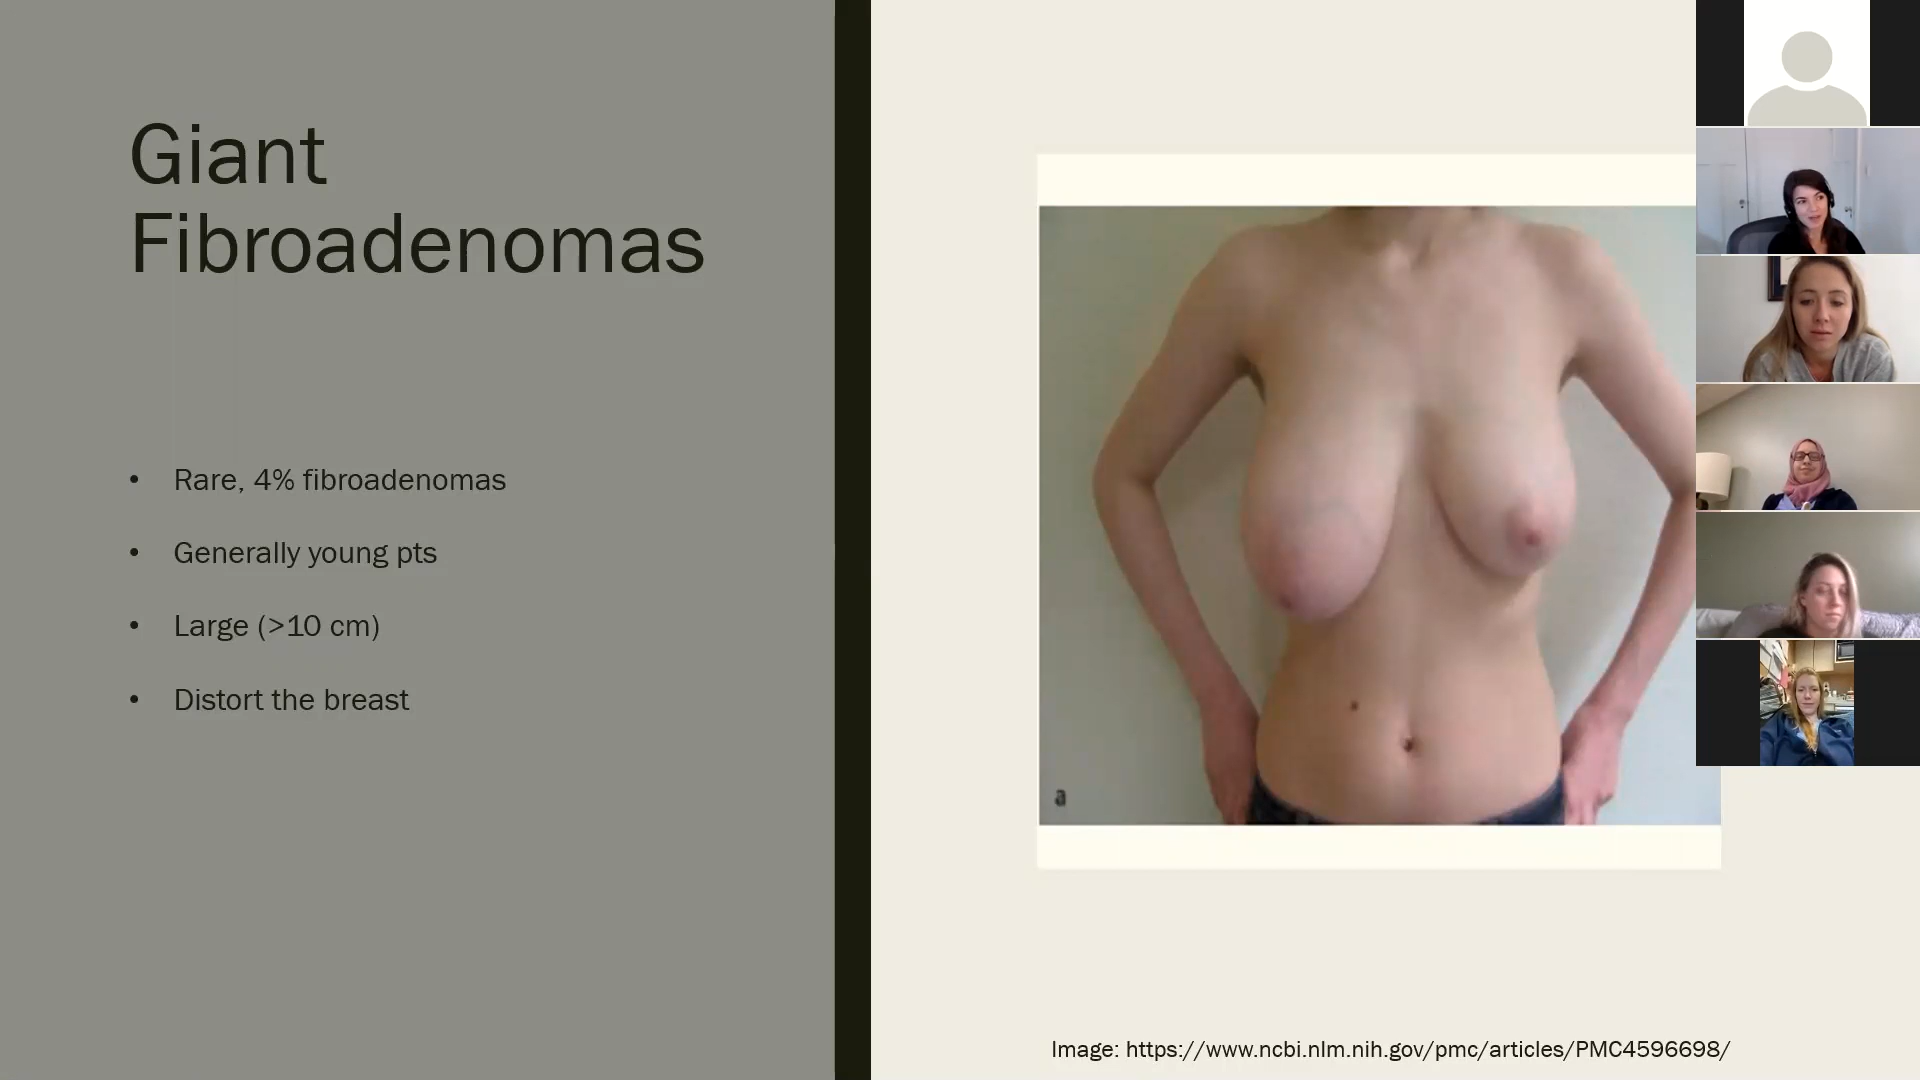 Giant
Fibroadenomas
• Rare, 4% fibroadenomas
• Generally young pts
• Large (>10 cm)
• Distort the breast
a
Image: https://www.ncbi.nlm.nih.gov/pmc/articles/PMC4596698/